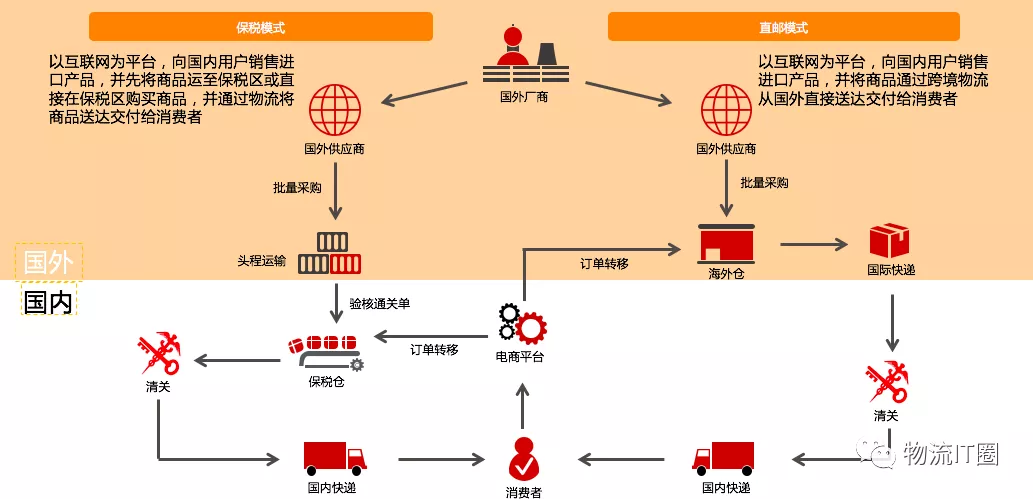 保税模式
直邮模式
以互联网为平台，向国内用户销售进
口产品，并先将商品运至保税区或直
接在保税区购买商品，并通过物流将
商品送达交付给消费者
以互联网为平台，向国内用户销售
进口产品，并将商品通过跨境物流
从国外直接送达交付给消费者
国外厂商
国外供应商
国外供应商
批量采购
批量采购
头程运输
订单转移
海外仓
国际快递
国外
国内
验核通关单
订单转移
电商平台
保税仓
清关
清关
国内快递
消费者
国内快递
物流IT圈